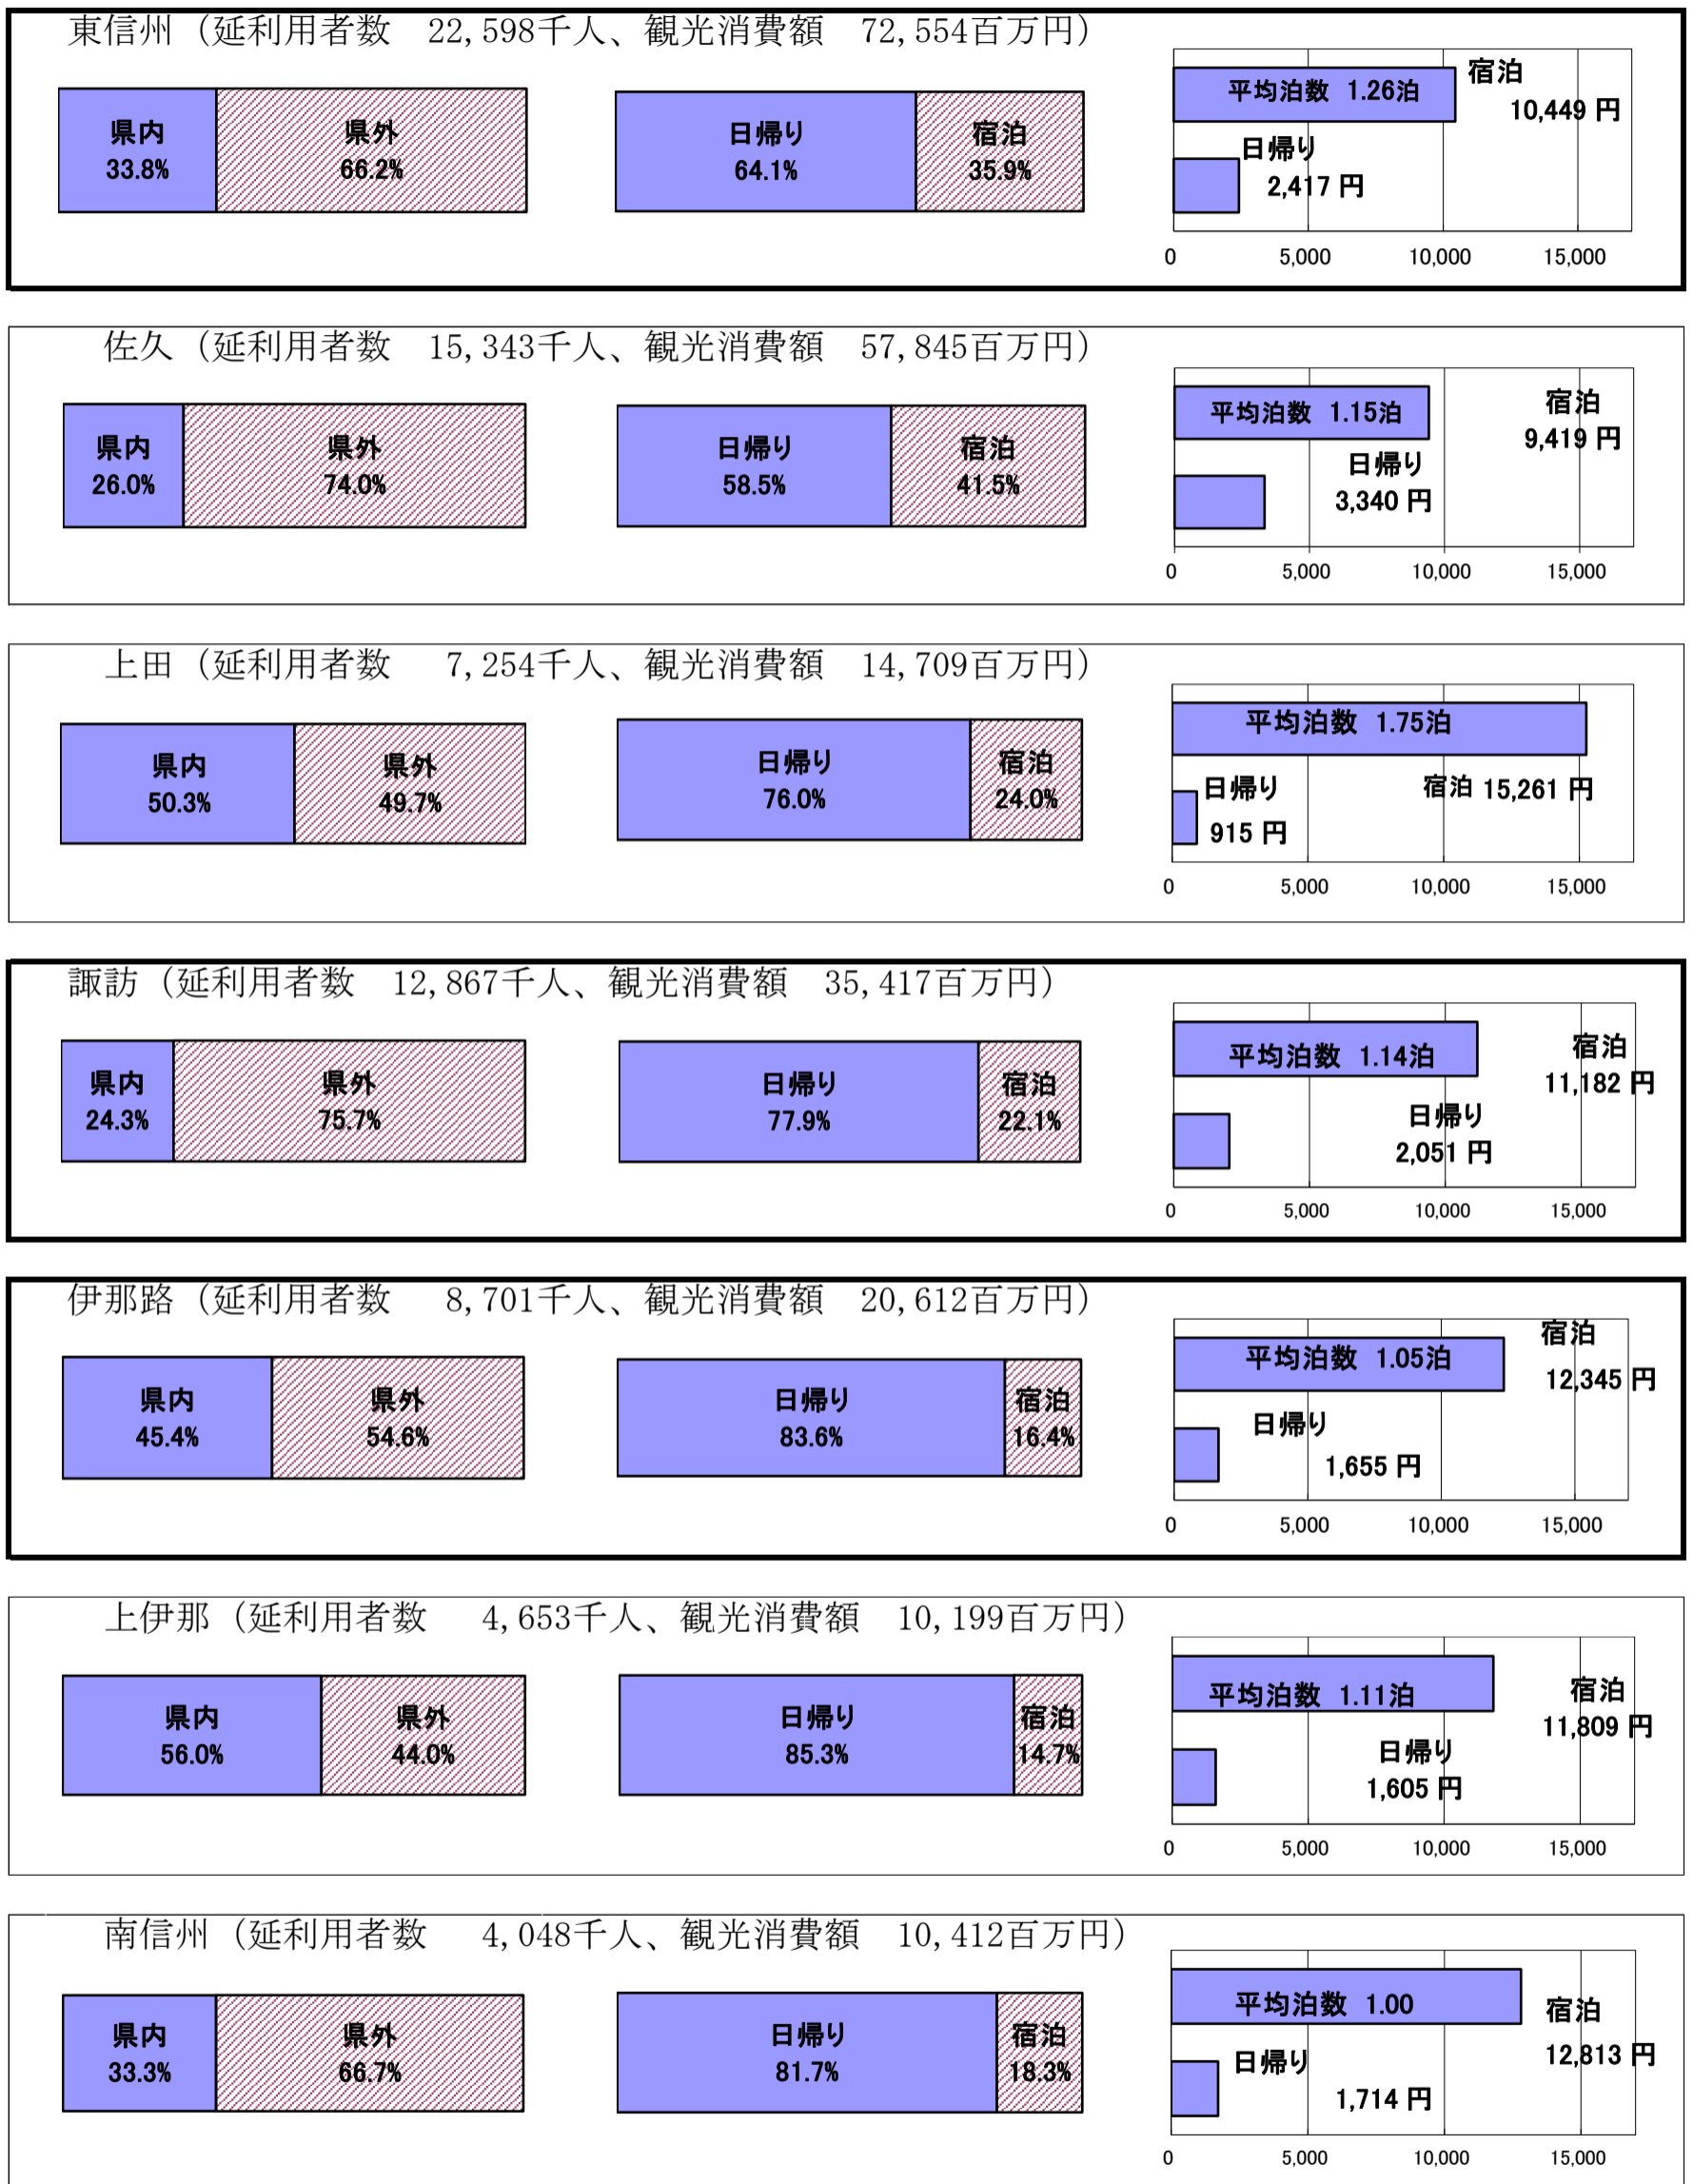 東信州（延利用者数　22,598千人、観光消費額　72,554百万円）
県内
33.8%
県外
66.2%
日帰り
64.1%
宿泊
35.9%
平均泊数 1.26泊
宿泊
10,449 円
日帰り
2,417 円
0 5,000 10,000 15,000
佐久（延利用者数　15,343千人、観光消費額　57,845百万円）
県内
26.0%
県外
74.0%
日帰り
58.5%
宿泊
41.5%
平均泊数 1.15泊
宿泊
9,419 円
日帰り
3,340 円
0 5,000 10,000 15,000
上田（延利用者数　7,254千人、観光消費額　14,709百万円）
県内
50.3%
県外
49.7%
日帰り
76.0%
宿泊
24.0%
平均泊数 1.75泊
宿泊 15,261 円
日帰り
915 円
0 5,000 10,000 15,000
諏訪（延利用者数　12,867千人、観光消費額　35,417百万円）
県内
24.3%
県外
75.7%
日帰り
77.9%
宿泊
22.1%
平均泊数 1.14泊
宿泊
11,182 円
日帰り
2,051 円
0 5,000 10,000 15,000
伊那路（延利用者数　8,701千人、観光消費額　20,612百万円）
県内
45.4%
県外
54.6%
日帰り
83.6%
宿泊
16.4%
平均泊数 1.05泊
宿泊
12,345 円
日帰り
1,655 円
0 5,000 10,000 15,000
上伊那（延利用者数　4,653千人、観光消費額　10,199百万円）
県内
56.0%
県外
44.0%
日帰り
85.3%
宿泊
14.7%
平均泊数 1.11泊
宿泊
11,809 円
日帰り
1,605 円
0 5,000 10,000 15,000
南信州（延利用者数　4,048千人、観光消費額　10,412百万円）
県内
33.3%
県外
66.7%
日帰り
81.7%
宿泊
18.3%
平均泊数 1.00
宿泊
12,813 円
日帰り
1,714 円
0 5,000 10,000 15,000